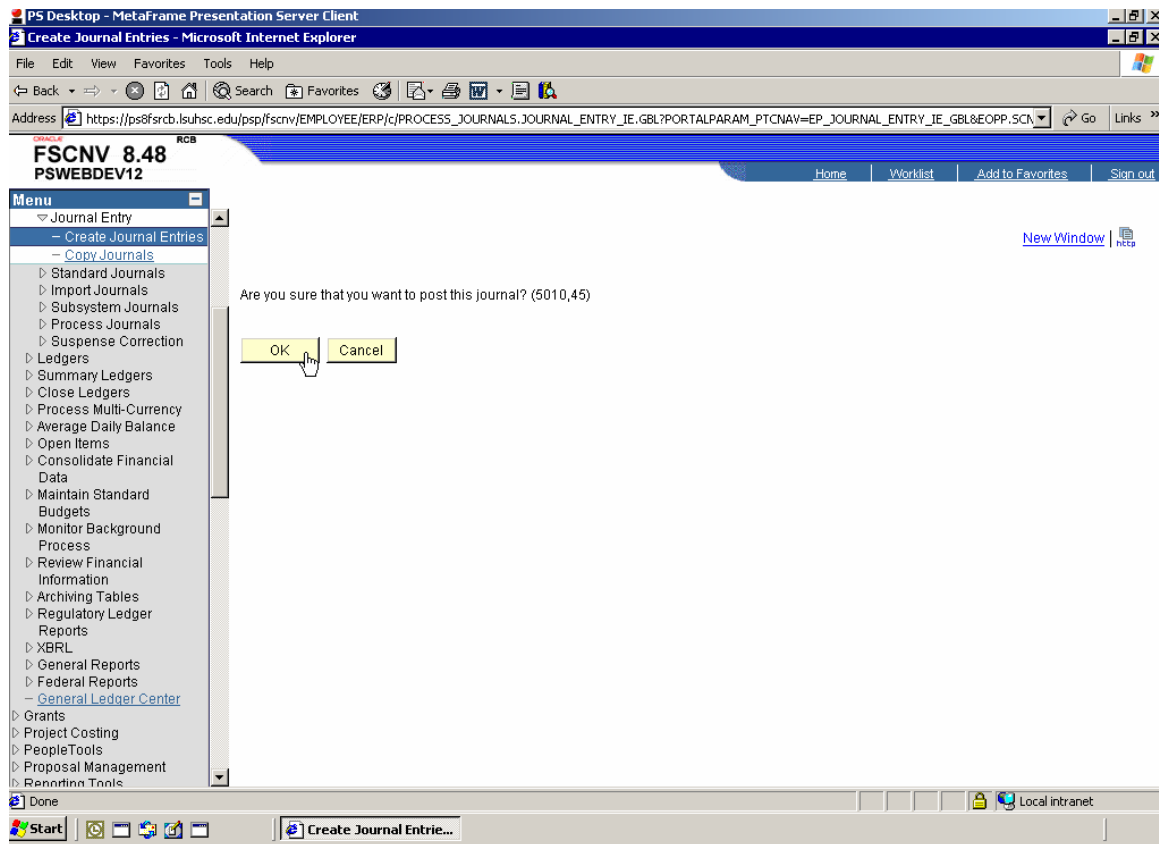 PS Desktop - MetaFrame Presentation Server Client
Create Journal Entries - Microsoft Internet Explorer
File Edit View Favorites Tools Help
Back Search Favorites
Address https://ps8fsrcb.lsuhsc.edu/psp/fscnv/EMPLOYEE/ERP/c/PROCESS_JOURNALS.JOURNAL_ENTRY_IE.GBL?PORTALPARAM_PTCNAV=EP_JOURNAL_ENTRY_IE_GBL&EOPP.SCN Go Links »
ORACLE RCB
FSCNV 8.48
PSWEBDEV12
Home Worklist Add to Favorites Sign out
Menu
Journal Entry
– Create Journal Entries
New Window | http
– Copy Journals
Standard Journals
Import Journals
Are you sure that you want to post this journal? (5010,45)
Subsystem Journals
Process Journals
Suspense Correction
OK Cancel
Ledgers
Summary Ledgers
Close Ledgers
Process Multi-Currency
Average Daily Balance
Open Items
Consolidate Financial
Data
Maintain Standard
Budgets
Monitor Background
Process
Review Financial
Information
Archiving Tables
Regulatory Ledger
Reports
XBRL
General Reports
Federal Reports
– General Ledger Center
Grants
Project Costing
PeopleTools
Proposal Management
Reporting Tools
Done Local intranet
Start Create Journal Entrie...